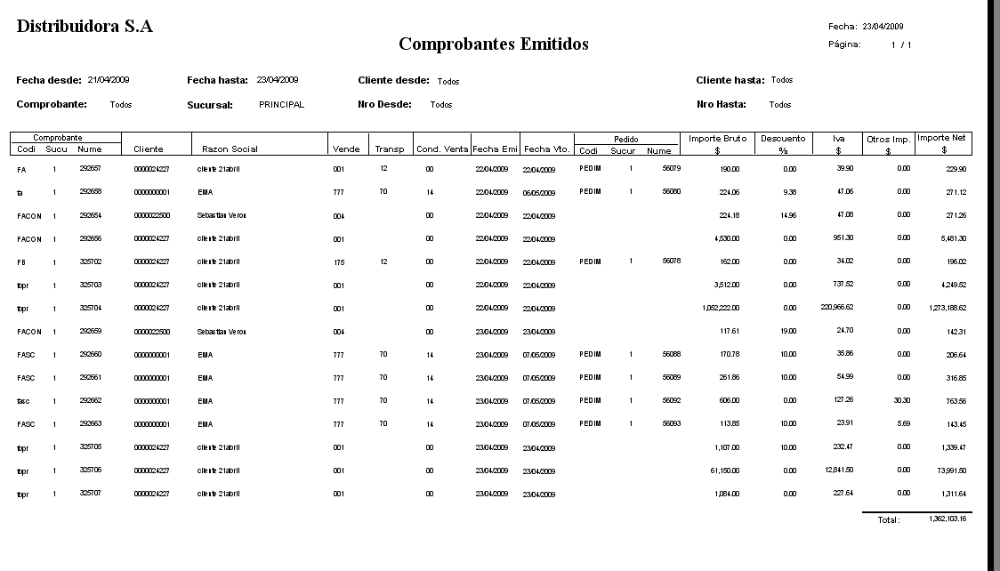 Distribuidora S.A
Fecha: 23/04/2009
Comprobantes Emitidos
Página: 1 / 1
Fecha desde: 21/04/2009 Fecha hasta: 23/04/2009 Cliente desde: Todos Cliente hasta: Todos
Comprobante: Todos Sucursal: PRINCIPAL Nro Desde: Todos Nro Hasta: Todos
Comprobante Pedido Importe Bruto Descuento Iva Otros Imp. Importe Net
Codi Sucu Nume Cliente Razon Social Vende Transp Cond. Venta Fecha Emi Fecha Vto. Codi Sucur Nume $ % $ $ $
FA 1 292657 0000024227 cliente 21abril 001 12 00 22/04/2009 22/04/2009 PEDIM 1 56079 190.00 0.00 39.90 0.00 229.90
fa 1 292658 0000000001 EMA 777 70 14 22/04/2009 06/05/2009 PEDIM 1 56080 224.06 9.38 47.06 0.00 271.12
FACON 1 292654 0000022500 Sebastian Veron 004 00 22/04/2009 22/04/2009 224.18 14.96 47.08 0.00 271.26
FACON 1 292656 0000024227 cliente 21abril 001 00 22/04/2009 22/04/2009 4,530.00 0.00 951.30 0.00 5,481.30
FB 1 325702 0000024227 cliente 21abril 175 12 00 22/04/2009 22/04/2009 PEDIM 1 56078 162.00 0.00 34.02 0.00 196.02
fbpr 1 325703 0000024227 cliente 21abril 001 00 22/04/2009 22/04/2009 3,512.00 0.00 737.52 0.00 4,249.52
fbpr 1 325704 0000024227 cliente 21abril 001 00 22/04/2009 22/04/2009 1,052,222.00 0.00 220,966.62 0.00 1,273,188.62
FACON 1 292659 0000022500 Sebastian Veron 004 00 23/04/2009 23/04/2009 117.61 19.00 24.70 0.00 142.31
FASC 1 292660 0000000001 EMA 777 70 14 23/04/2009 07/05/2009 PEDIM 1 56088 170.78 10.00 35.86 0.00 206.64
FASC 1 292661 0000000001 EMA 777 70 14 23/04/2009 07/05/2009 PEDIM 1 56089 261.86 10.00 54.99 0.00 316.85
fasc 1 292662 0000000001 EMA 777 70 14 23/04/2009 07/05/2009 PEDIM 1 56092 606.00 0.00 127.26 30.30 763.56
FASC 1 292663 0000000001 EMA 777 70 14 23/04/2009 07/05/2009 PEDIM 1 56093 113.85 10.00 23.91 5.69 143.45
fbpr 1 325705 0000024227 cliente 21abril 001 00 23/04/2009 23/04/2009 1,107.00 10.00 232.47 0.00 1,339.47
fbpr 1 325706 0000024227 cliente 21abril 001 00 23/04/2009 23/04/2009 61,150.00 0.00 12,841.50 0.00 73,991.50
fbpr 1 325707 0000024227 cliente 21abril 001 00 23/04/2009 23/04/2009 1,084.00 0.00 227.64 0.00 1,311.64
Total: 1,362,103.16